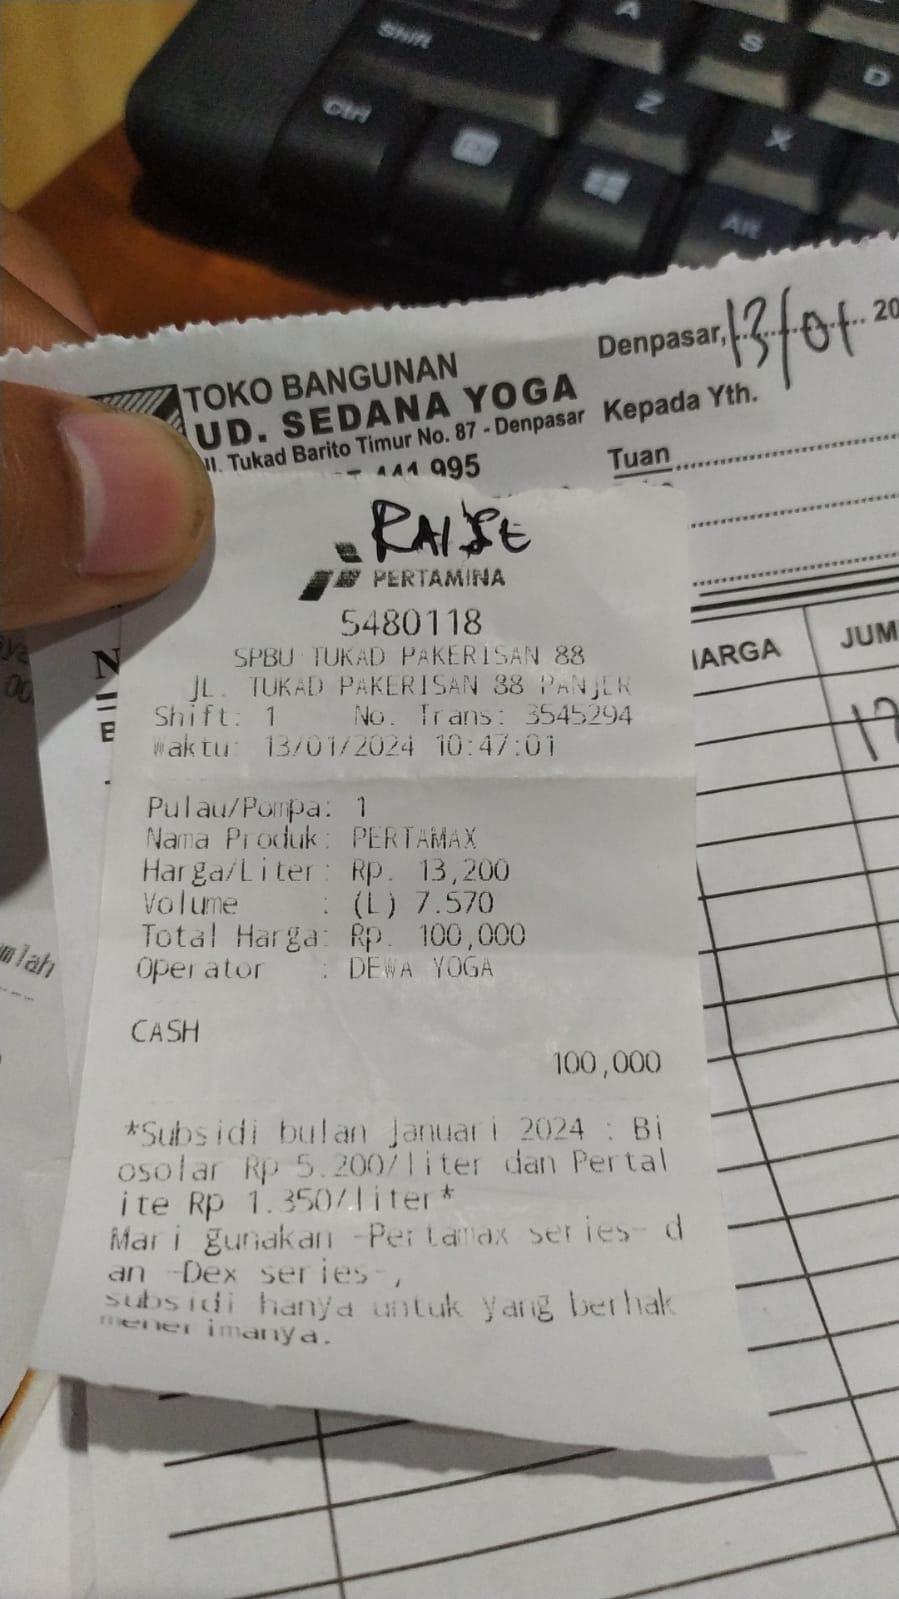 Shift
A
S
D
Ctrl
Z
X
Alt
TOKO BANGUNAN
UD. SEDANA YOGA
Jl. Tukad Barito Timur No. 87 - Denpasar
441 995
Denpasar, 13/01 20
Kepada Yth.
Tuan
HARGA
JUM
RAISE
PERTAMINA
5480118
SPBU TUKAD PAKERISAN 88
JL. TUKAD PAKERISAN 88 PANJER
Shift: 1 No. Trans: 3545294
Waktu: 13/01/2024 10:47:01
Pulau/Pompa: 1
Nama Produk: PERTAMAX
Harga/Liter: Rp. 13,200
Volume : (L) 7.570
Total Harga: Rp. 100,000
Operator : DEWA YOGA
CASH
100,000
*Subsidi bulan Januari 2024 : Bi
osolar Rp 5.200/liter dan Pertal
ite Rp 1.350/liter*
Mari gunakan -Pertamax series- d
an -Dex series-,
subsidi hanya untuk yang berhak
menerimanya.